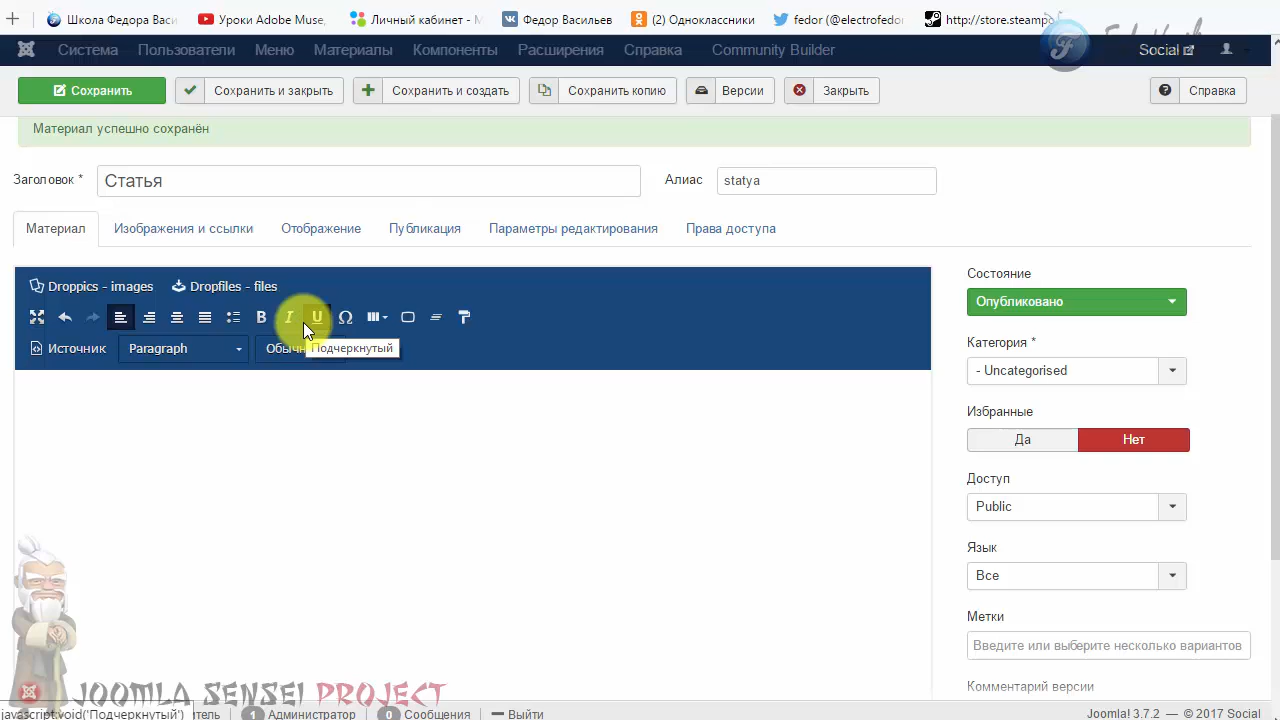 Школа Федора Васи
Уроки Adobe Muse,
Личный кабинет - М
Федор Васильев
(2) Одноклассники
fedor (@electrofedor
http://store.steampo
Система
Пользователи
Меню
Материалы
Компоненты
Расширения
Справка
Community Builder
Social
Сохранить
Сохранить и закрыть
Сохранить и создать
Сохранить копию
Версии
Закрыть
Справка
Материал успешно сохранён
Заголовок *
Статья
Алиас
statya
Материал
Изображения и ссылки
Отображение
Публикация
Параметры редактирования
Права доступа
Droppics - images
Dropfiles - files
Источник
Paragraph
Обычн
Подчеркнутый
Состояние
Опубликовано
Категория *
- Uncategorised
Избранные
Да
Нет
Доступ
Public
Язык
Все
Метки
Введите или выберите несколько вариантов
Комментарий версии
JOOMLA SENSEI PROJECT
javascript:void('Подчеркнутый')
тель
1 Администратор
0 Сообщения
Выйти
Joomla! 3.7.2 — © 2017 Social